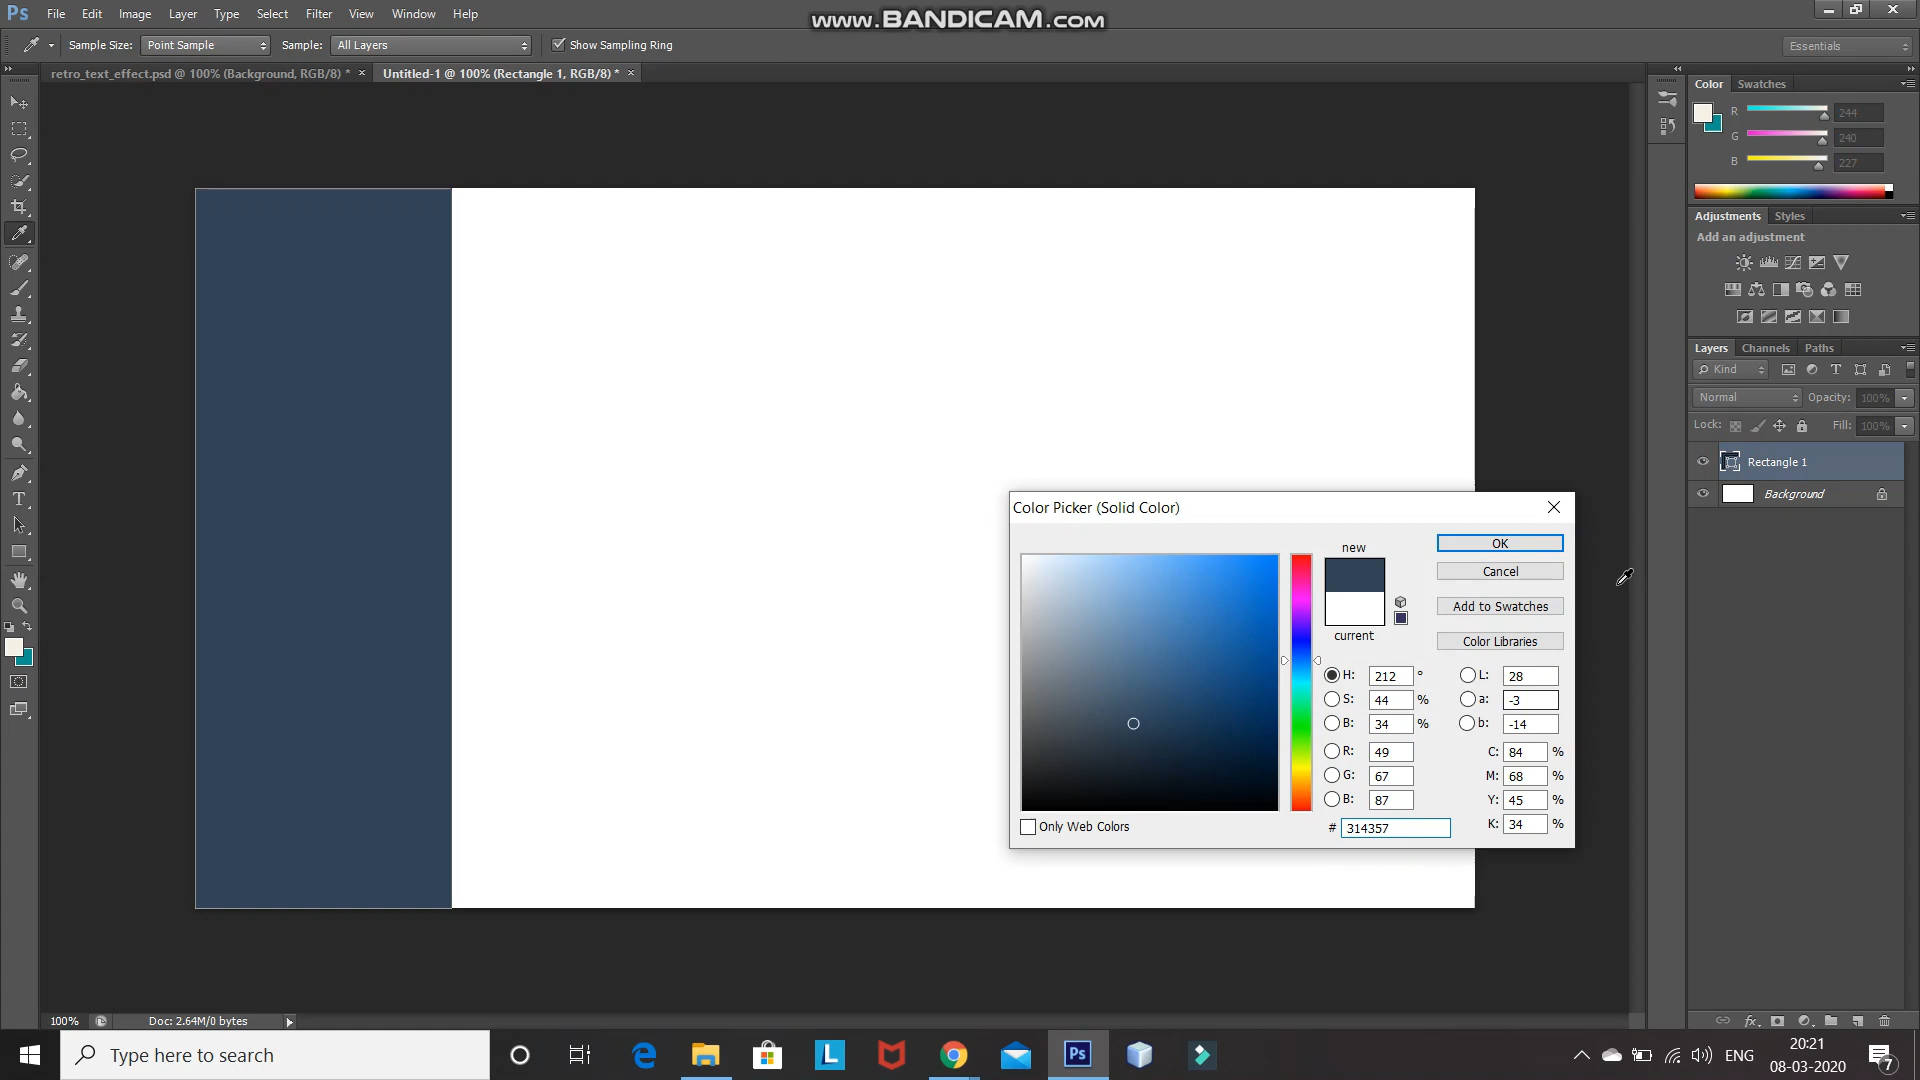 Ps File Edit Image Layer Type Select Filter View Window Help
www.BANDICAM.com
Sample Size: Point Sample Sample: All Layers Show Sampling Ring Essentials
retro_text_effect.psd @ 100% (Background, RGB/8) * × Untitled-1 @ 100% (Rectangle 1, RGB/8) * ×
Color Swatches
R 244
G 240
B 227
Adjustments Styles
Add an adjustment
Layers Channels Paths
Kind
Normal Opacity: 100%
Lock: Fill: 100%
Rectangle 1
Background
Color Picker (Solid Color)
new
current
OK
Cancel
Add to Swatches
Color Libraries
H: 212 ° L: 28
S: 44 % a: -3
B: 34 % b: -14
R: 49 C: 84 %
G: 67 M: 68 %
B: 87 Y: 45 %
Only Web Colors # 314357 K: 34 %
100% Doc: 2.64M/0 bytes
Type here to search
L
Ps
ENG
20:21
08-03-2020
7